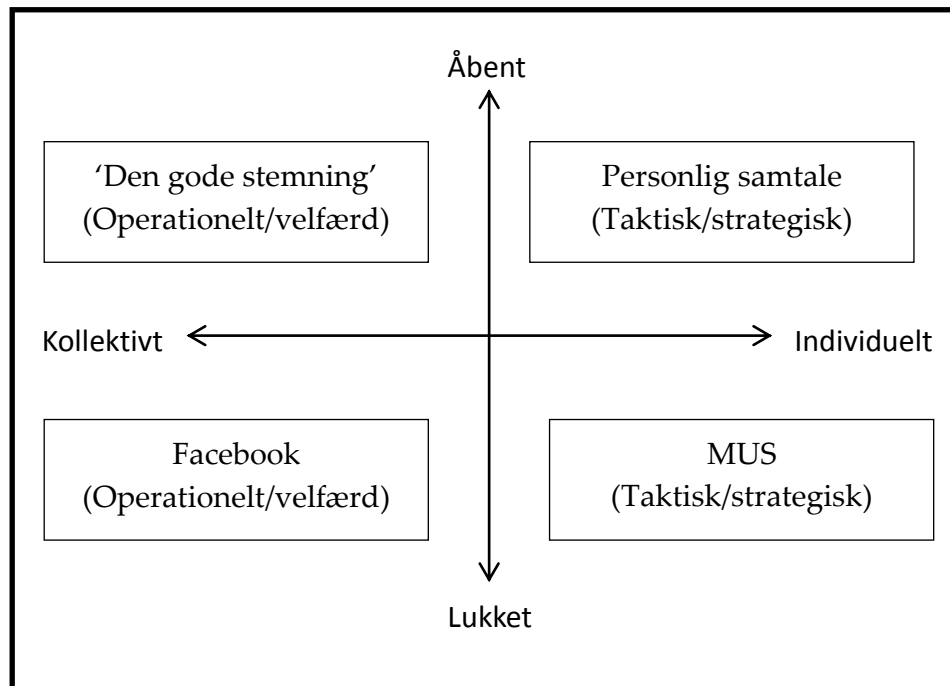 Åbent
‘Den gode stemning’
(Operationelt/velfærd)
Personlig samtale
(Taktisk/strategisk)
Kollektivt
Individuelt
Facebook
(Operationelt/velfærd)
MUS
(Taktisk/strategisk)
Lukket